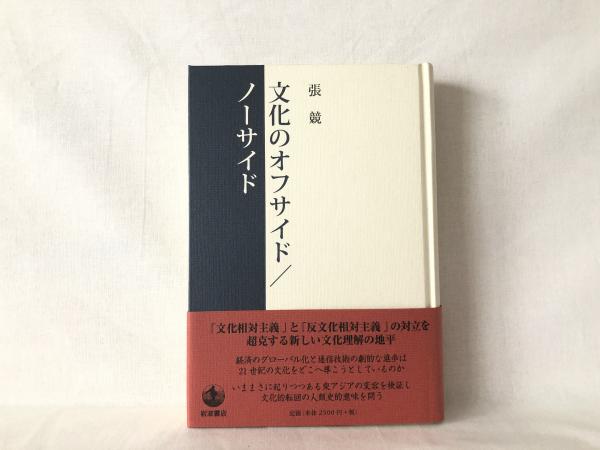 張 競
文化のオフサイド／
ノーサイド
「文化相対主義」と「反文化相対主義」の対立を
超克する新しい文化理解の地平
経済のグローバル化と通信技術の劇的な進歩は
21世紀の文化をどこへ導こうとしているのか
いままさに起りつつある東アジアの変容を検証し
文化的転回の人類史的意味を問う
岩波書店
定価(本体2500円+税)